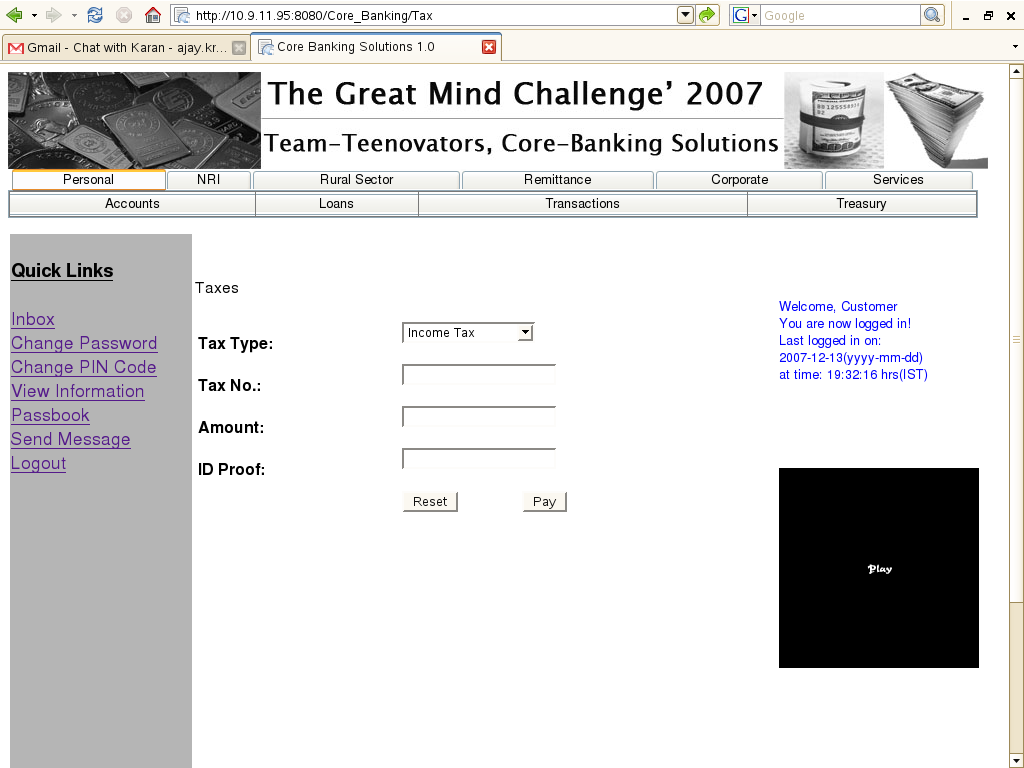 http://10.9.11.95:8080/Core_Banking/Tax
Google
Gmail - Chat with Karan - ajay.kr...
Core Banking Solutions 1.0
The Great Mind Challenge' 2007
Team-Teenovators, Core-Banking Solutions
Personal NRI Rural Sector Remittance Corporate Services
Accounts Loans Transactions Treasury
Quick Links
Inbox
Change Password
Change PIN Code
View Information
Passbook
Send Message
Logout
Taxes
Tax Type: Income Tax
Tax No.:
Amount:
ID Proof:
Reset Pay
Welcome, Customer
You are now logged in!
Last logged in on:
2007-12-13(yyyy-mm-dd)
at time: 19:32:16 hrs(IST)
Play